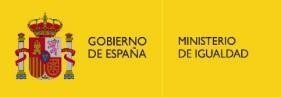 GOBIERNO
DE ESPAÑA
MINISTERIO
DE IGUALDAD